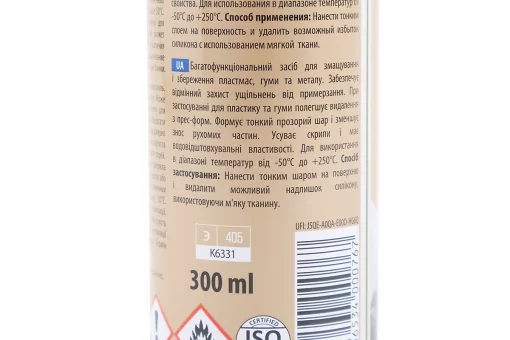 свойства. Для использования в диапазоне температур от
-50°C до +250°C. Способ применения: Нанести тонким
слоем на поверхность и удалить возможный избыток
силикона с использованием мягкой ткани.
UA Багатофункціональний засіб для змащування
і збереження пластмас, гуми та металу. Забезпечує
відмінний захист ущільнень від примерзання. При
застосуванні для пластику та гуми полегшує видалення
з прес-форм. Формує тонкий прозорий шар і зменшує
знос рухомих частин. Усуває скрипи і має
водовідштовхувальні властивості. Для використання
в діапазоні температур від -50°C до +250°C. Спосіб
застосування: Нанести тонким шаром на поверхню
і видалити можливий надлишок силікону,
використовуючи м'яку тканину.
Э 405
K6331
300 ml
CERTIFIED
ISO